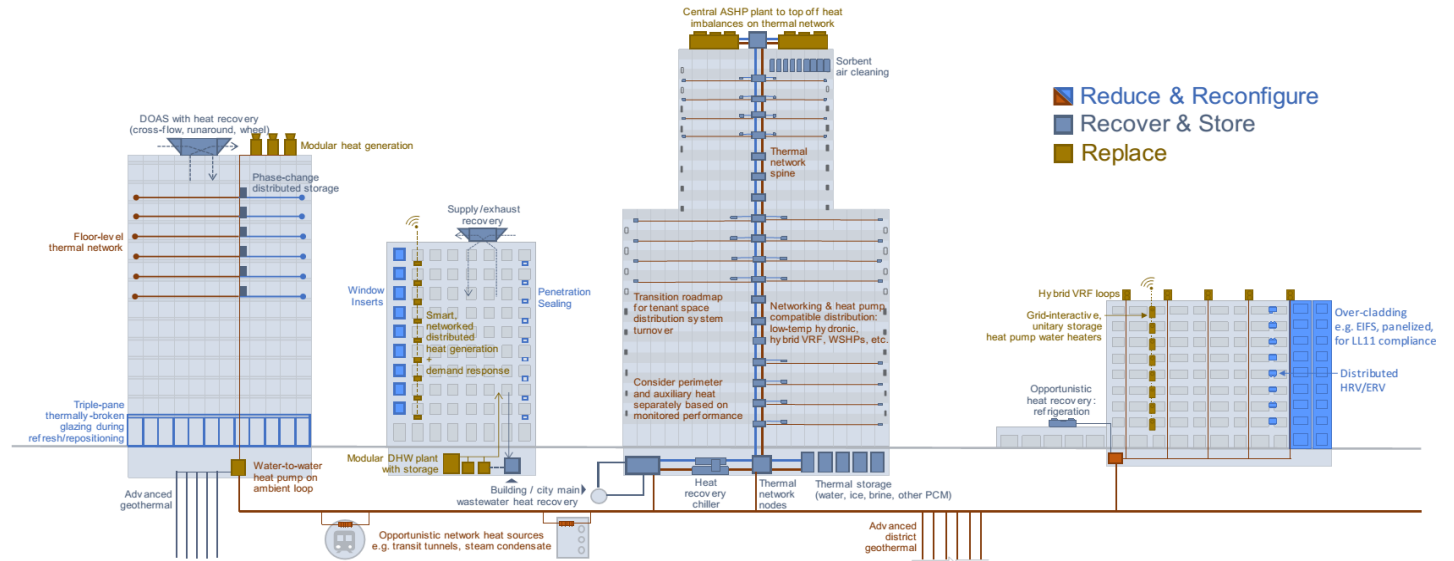 Central ASHP plant to top off heat
imbalances on thermal network
Sorbent
air cleaning
Reduce & Reconfigure
Recover & Store
Replace
DOAS with heat recovery
(cross-flow, runaround, wheel)
Modular heat generation
Phase-change
distributed storage
Floor-level
thermal network
Supply/exhaust
recovery
Window
Inserts
Penetration
Sealing
Smart,
networked
distributed
heat generation
+
demand response
Thermal
network
spine
Transition roadmap
for tenant space
distribution system
turnover
Networking & heat pump
compatible distribution:
low-temp hydronic,
hybrid VRF, WSHPs, etc.
Consider perimeter
and auxiliary heat
separately based on
monitored performance
Hybrid VRF loops
Grid-interactive,
unitary storage
heat pump water heaters
Over-cladding
e.g. EIFS, panelized,
for LL11 compliance
Distributed
HRV/ERV
Opportunistic
heat recovery:
refrigeration
Triple-pane
thermally-broken
glazing during
refresh/repositioning
Water-to-water
heat pump on
ambient loop
Modular DHW plant
with storage
Building / city main
wastewater heat recovery
Heat
recovery
chiller
Thermal
network
nodes
Thermal storage
(water, ice, brine, other PCM)
Advanced
geothermal
Opportunistic network heat sources
e.g. transit tunnels, steam condensate
Advanced
district
geothermal